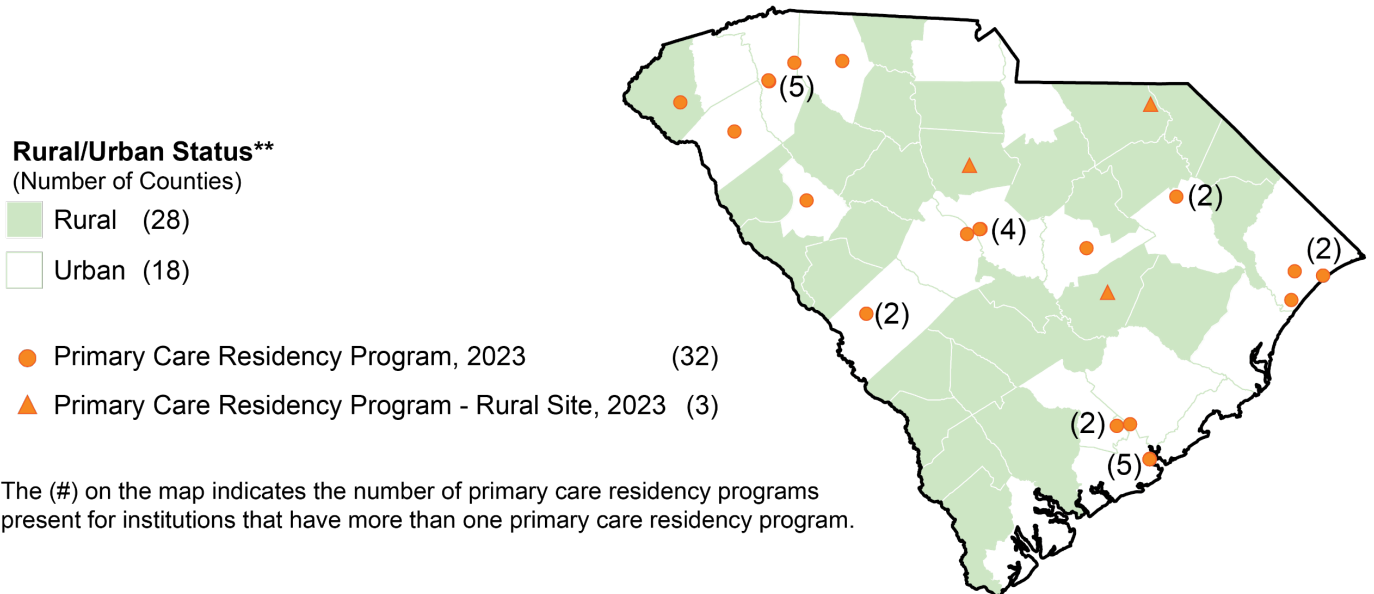 Rural/Urban Status**
(Number of Counties)
Rural (28)
Urban (18)
Primary Care Residency Program, 2023 (32)
Primary Care Residency Program - Rural Site, 2023 (3)
The (#) on the map indicates the number of primary care residency programs
present for institutions that have more than one primary care residency program.
(5)
(2)
(4)
(2)
(2)
(2)
(5)